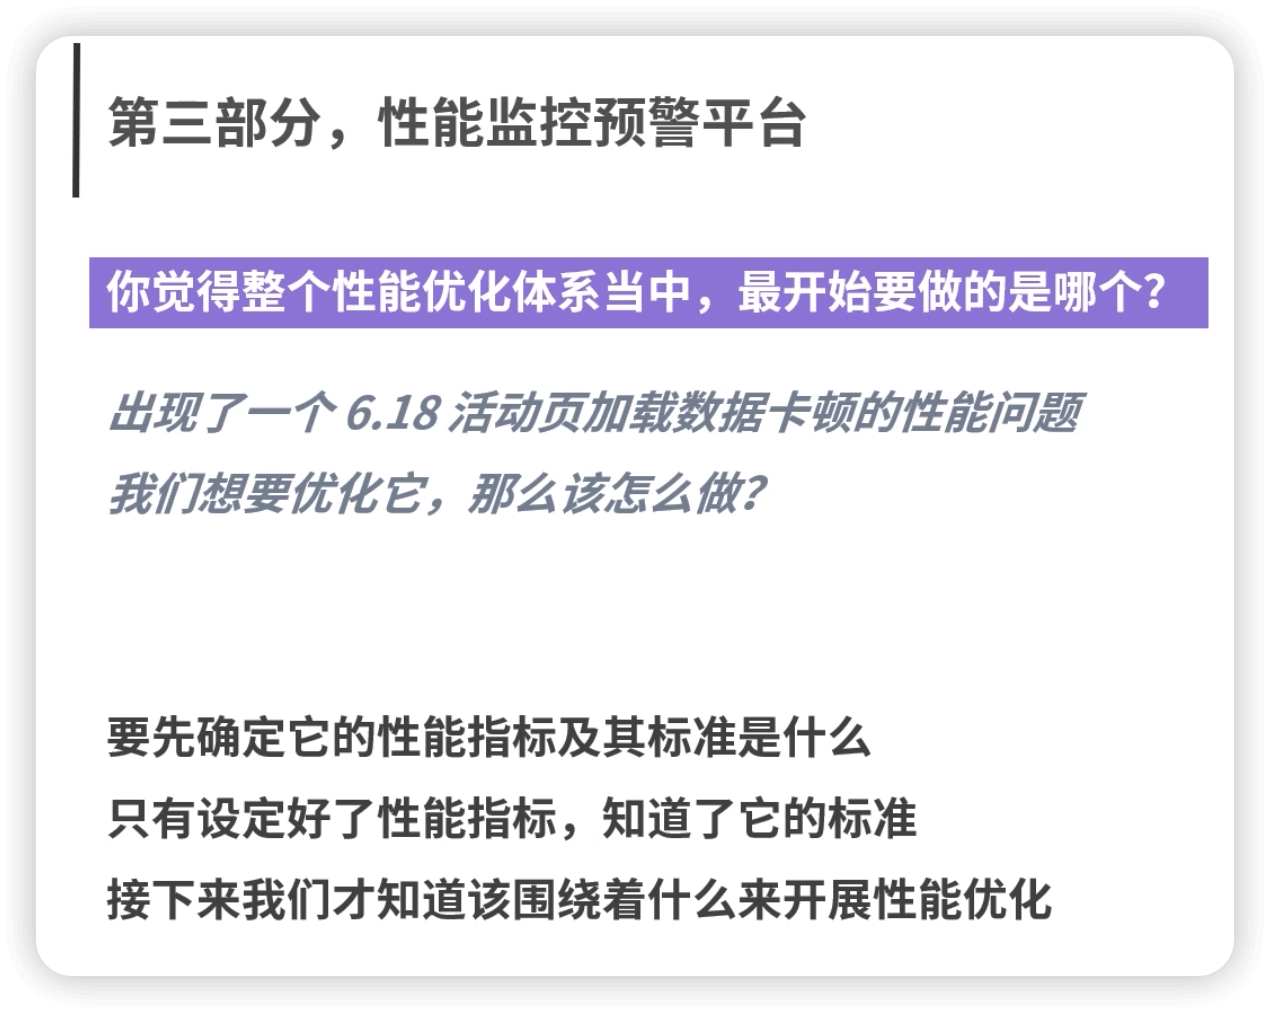 第三部分，性能监控预警平台
你觉得整个性能优化体系当中，最开始要做的是哪个？
出现了一个 6.18 活动页加载数据卡顿的性能问题
我们想要优化它，那么该怎么做？
要先确定它的性能指标及其标准是什么
只有设定好了性能指标，知道了它的标准
接下来我们才知道该围绕着什么来开展性能优化